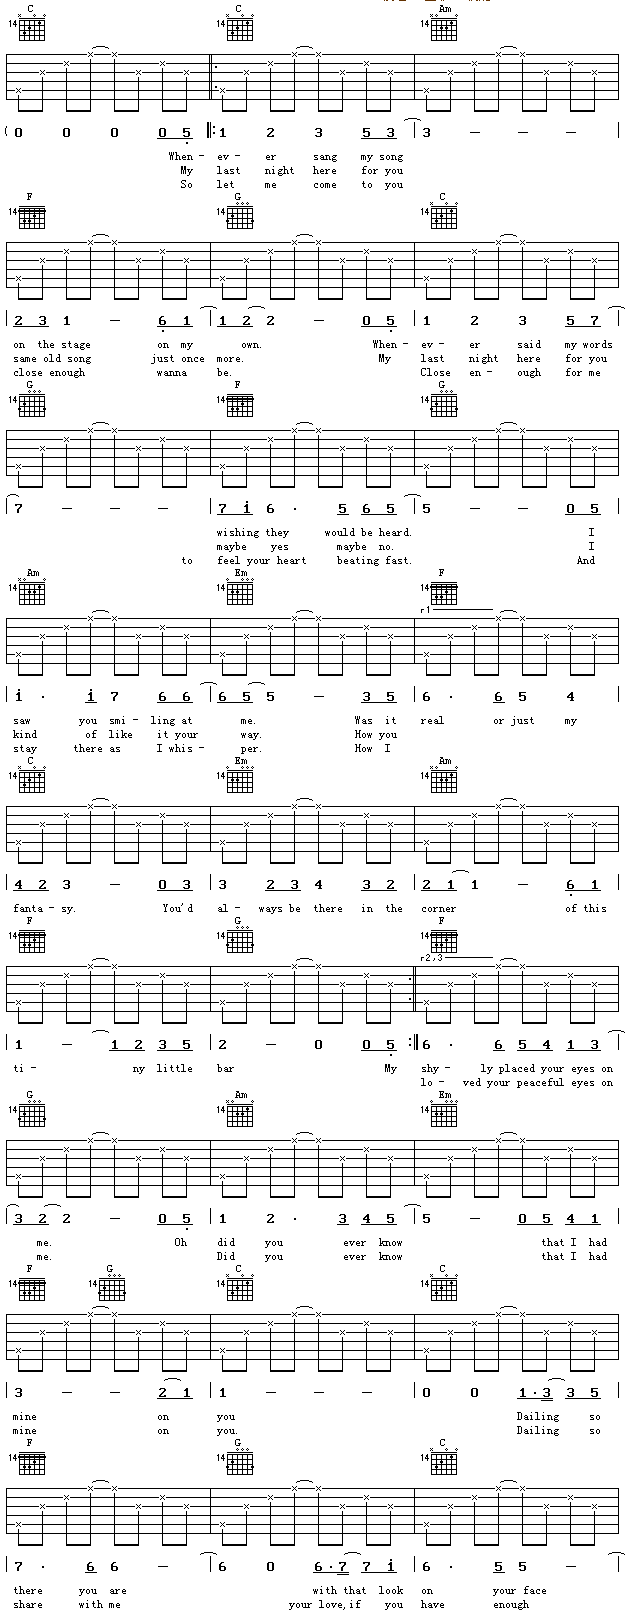 C C Am
14 14 14
( 0 0 0 0 5 1 2 3 5 3 3 - - -
When- ev- er sang my song
My last night here for you
So let me come to you
F G C
14 14 14
2 3 1 - 6 1 1 2 2 - 0 5 1 2 3 5 7
on the stage on my own. When- ev- er said my words
same old song just once more. My last night here for you
close enough wanna be. Close en- ough for me
G F G
14 14 14
7 - - - 7 1 6 · 5 6 5 5 - - 0 5
wishing they would be heard. I
maybe yes maybe no. I
to feel your heart beating fast. And
Am Em F
14 14 14
r1
1 · 1 7 6 6 6 5 5 - 3 5 6 · 6 5 4
saw you smi- ling at me. Was it real or just my
kind of like it your way. How you
stay there as I whis- per. How I
C Em Am
14 14 14
4 2 3 - 0 3 3 2 3 4 3 2 2 1 1 - 6 1
fanta-sy. You'd al- ways be there in the corner of this
F G F
14 14 14
r2,3
1 - 1 2 3 5 2 - 0 0 5 6 · 6 5 4 1 3
ti- ny little bar My shy- ly placed your eyes on
lo- ved your peaceful eyes on
G Am Em
14 14 14
3 2 2 - 0 5 1 2 · 3 4 5 5 - 0 5 4 1
me. Oh did you ever know that I had
me. Did you ever know that I had
F G C C
14 14 14 14
3 - - 2 1 1 - - - 0 0 1·3 3 5
mine on you Dailing so
mine on you. Dailing so
F G C
14 14 14
7 · 6 6 - 6 0 6·7 7 1 6 · 5 5 -
there you are with that look on your face
share with me your love,if you have enough